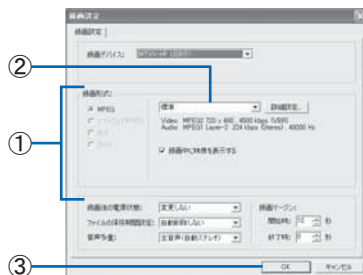 録画設定
録画設定
録画デバイス:
②
録画形式:
①
MPEG
標準
詳細設定...
Video: MPEG2 720 x 480, 4500 kbps (VBR)
Audio: MPEG1 Layer-2 224 kbps (Stereo), 48000 Hz
録画中に映像を表示する
録画後の電源状態: 変更しない
ファイルの保存期間設定: 自動削除しない
音声多重: 主音声(自動ステレオ)
録画マージン:
開始時: 10 秒
終了時: 0 秒
③
OK
キャンセル